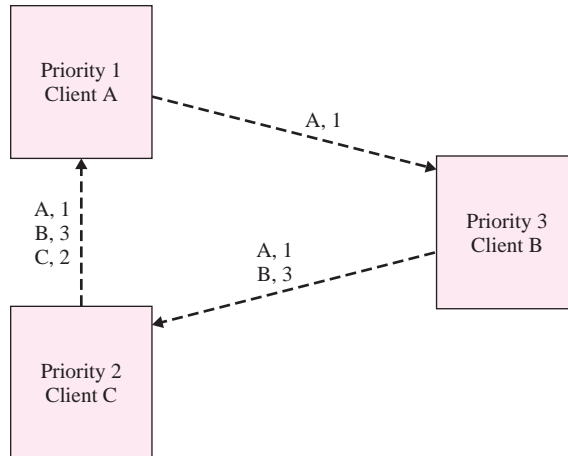 Priority 1
Client A
A, 1
Priority 3
Client B
A, 1
B, 3
C, 2
A, 1
B, 3
Priority 2
Client C